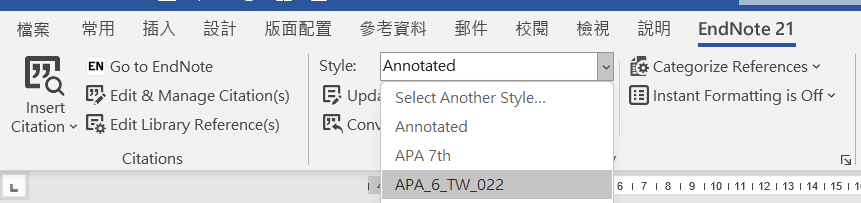 檔案 常用 插入 設計 版面配置 參考資料 郵件 校閱 檢視 說明 EndNote 21
EN Go to EndNote
Style: Annotated
Categorize References
Insert Citation
Edit & Manage Citation(s)
Select Another Style...
Instant Formatting is Off
Edit Library Reference(s)
Annotated
APA 7th
APA_6_TW_022
Citations
L
6 7 8 9 10 11 12 13 14 15